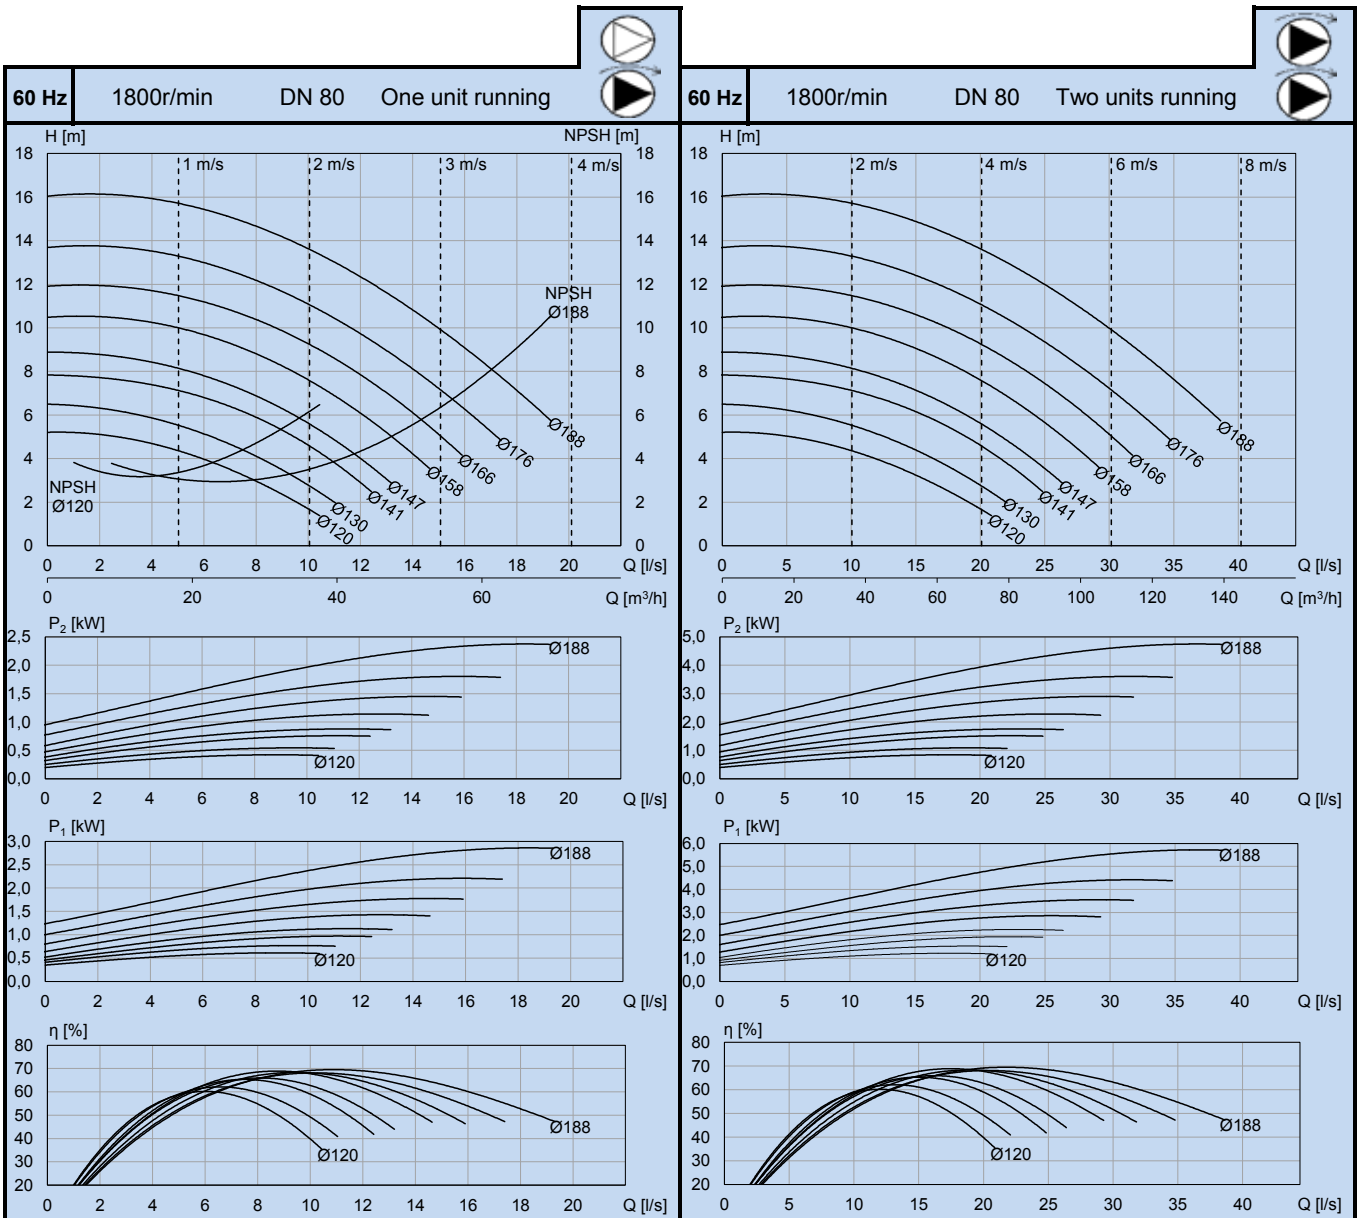 60 Hz 1800r/min DN 80 One unit running
H [m] NPSH [m]
18 1 m/s 2 m/s 3 m/s 4 m/s 18
16 16
14 14
12 NPSH 12
10 Ø188 10
8 8
6 Ø188 6
4 Ø176 4
Ø166
Ø158
NPSH Ø147
2 Ø120 Ø141 2
Ø130
Ø120
0 0
0 2 4 6 8 10 12 14 16 18 20 Q [l/s]
0 20 40 60 Q [m³/h]
P2 [kW]
2,5 Ø188
2,0
1,5
1,0
0,5 Ø120
0,0
0 2 4 6 8 10 12 14 16 18 20 Q [l/s]
P1 [kW]
3,0 Ø188
2,5
2,0
1,5
1,0
0,5 Ø120
0,0
0 2 4 6 8 10 12 14 16 18 20 Q [l/s]
η [%]
80
70
60
50 Ø188
40
30 Ø120
20
0 2 4 6 8 10 12 14 16 18 20 Q [l/s]
60 Hz 1800r/min DN 80 Two units running
H [m]
18 2 m/s 4 m/s 6 m/s 8 m/s
16
14
12
10
8
6 Ø188
4 Ø176
Ø166
Ø158
Ø147
2 Ø141
Ø130
Ø120
0
0 5 10 15 20 25 30 35 40 Q [l/s]
0 20 40 60 80 100 120 140 Q [m³/h]
P2 [kW]
5,0 Ø188
4,0
3,0
2,0
1,0 Ø120
0,0
0 5 10 15 20 25 30 35 40 Q [l/s]
P1 [kW]
6,0 Ø188
5,0
4,0
3,0
2,0
1,0 Ø120
0,0
0 5 10 15 20 25 30 35 40 Q [l/s]
η [%]
80
70
60
50 Ø188
40
30 Ø120
20
0 5 10 15 20 25 30 35 40 Q [l/s]